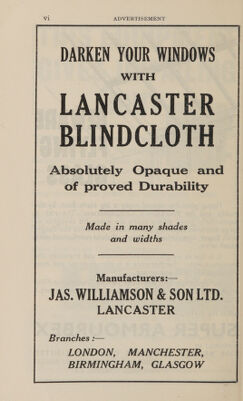 vi ADVERTISEMENT
DARKEN YOUR WINDOWS
WITH
LANCASTER
BLINDCLOTH
Absolutely Opaque and
of proved Durability
Made in many shades
and widths
Manufacturers:—
JAS. WILLIAMSON & SON LTD.
LANCASTER
Branches:—
LONDON, MANCHESTER,
BIRMINGHAM, GLASGOW